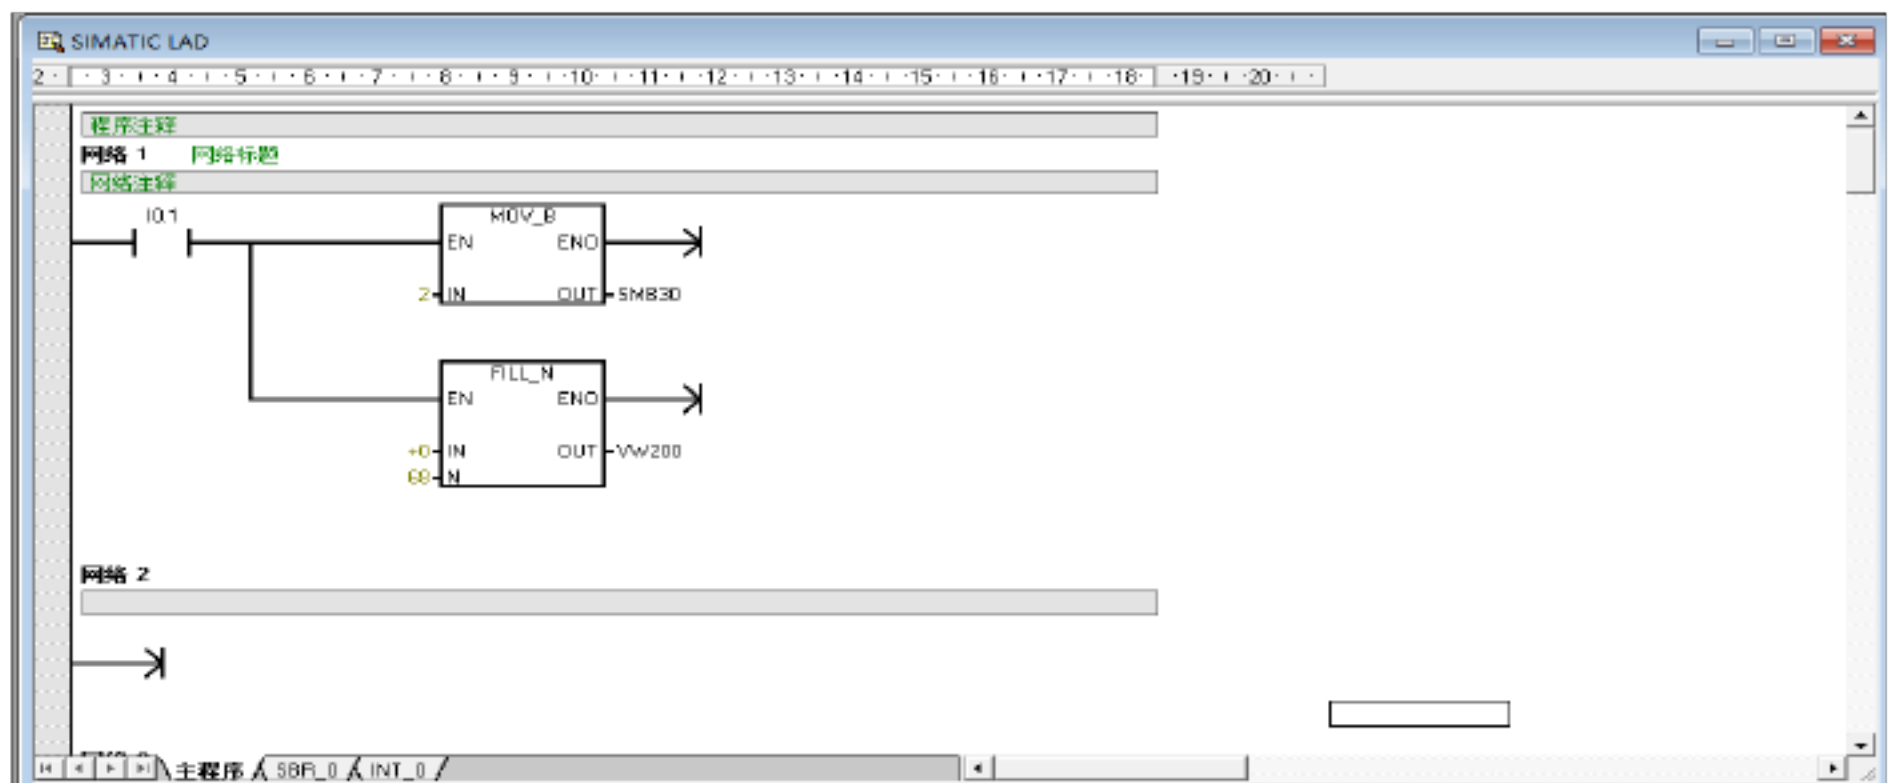 SIMATIC LAD
2 · 3 · 4 · 5 · 6 · 7 · 8 · 9 · 10 · 11 · 12 · 13 · 14 · 15 · 16 · 17 · 18 · 19 · 20
程序注释
网络 1 网络标题
网络注释
I0.1 MOV_B
EN ENO
2 IN OUT SMB30
FILL_N
EN ENO
+0 IN OUT VW200
N
网络 2
主程序 SBR_0 INT_0